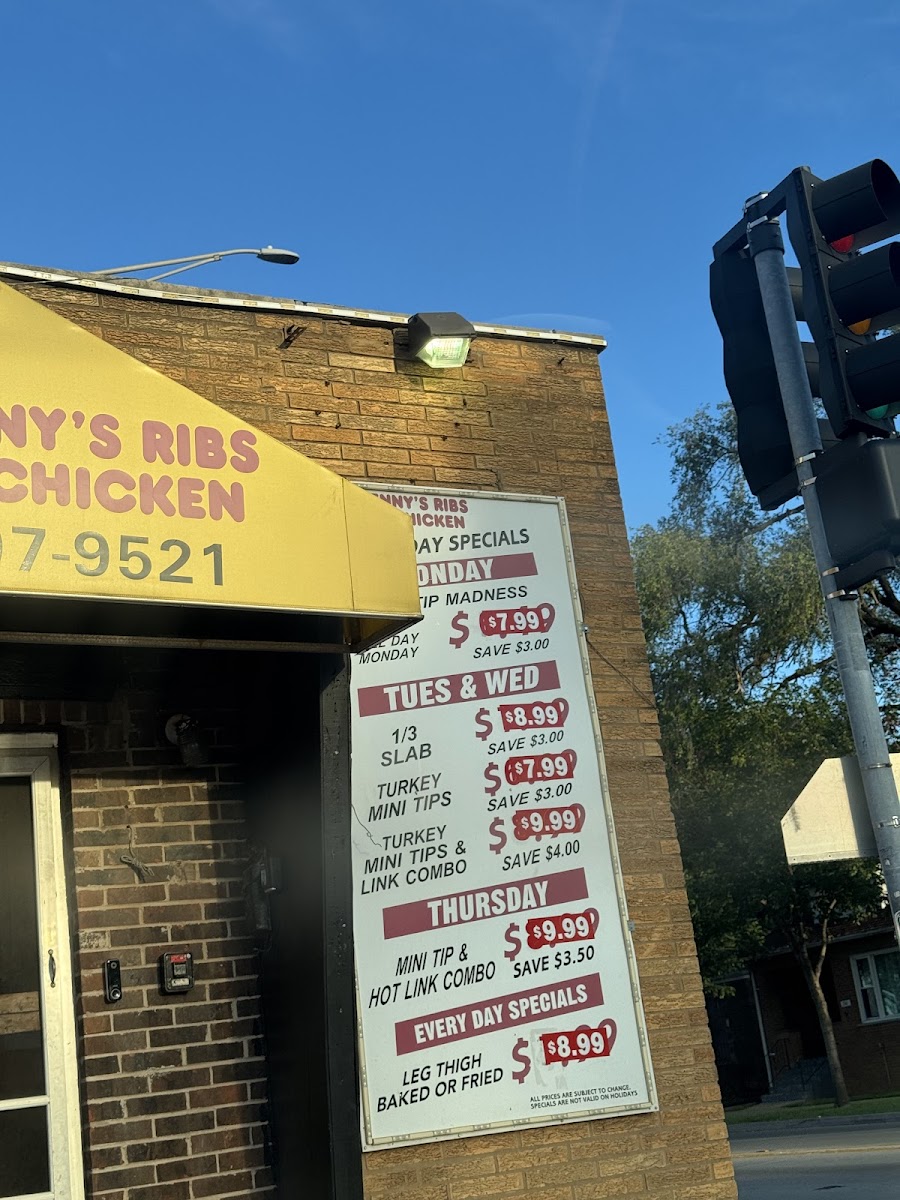 NNY'S RIBS
CHICKEN
97-9521
ENNY'S RIBS
HICKEN
DAY SPECIALS
ONDAY
TIP MADNESS
ALL DAY
MONDAY
$ $7.99
SAVE $3.00
TUES & WED
1/3
SLAB
$ $8.99
SAVE $3.00
TURKEY
MINI TIPS
$ $7.99
SAVE $3.00
TURKEY
MINI TIPS &
LINK COMBO
$ $9.99
SAVE $4.00
THURSDAY
MINI TIP &
HOT LINK COMBO
$ $9.99
SAVE $3.50
EVERY DAY SPECIALS
LEG THIGH
BAKED OR FRIED
$ $8.99
ALL PRICES ARE SUBJECT TO CHANGE.
SPECIALS ARE NOT VALID ON HOLIDAYS